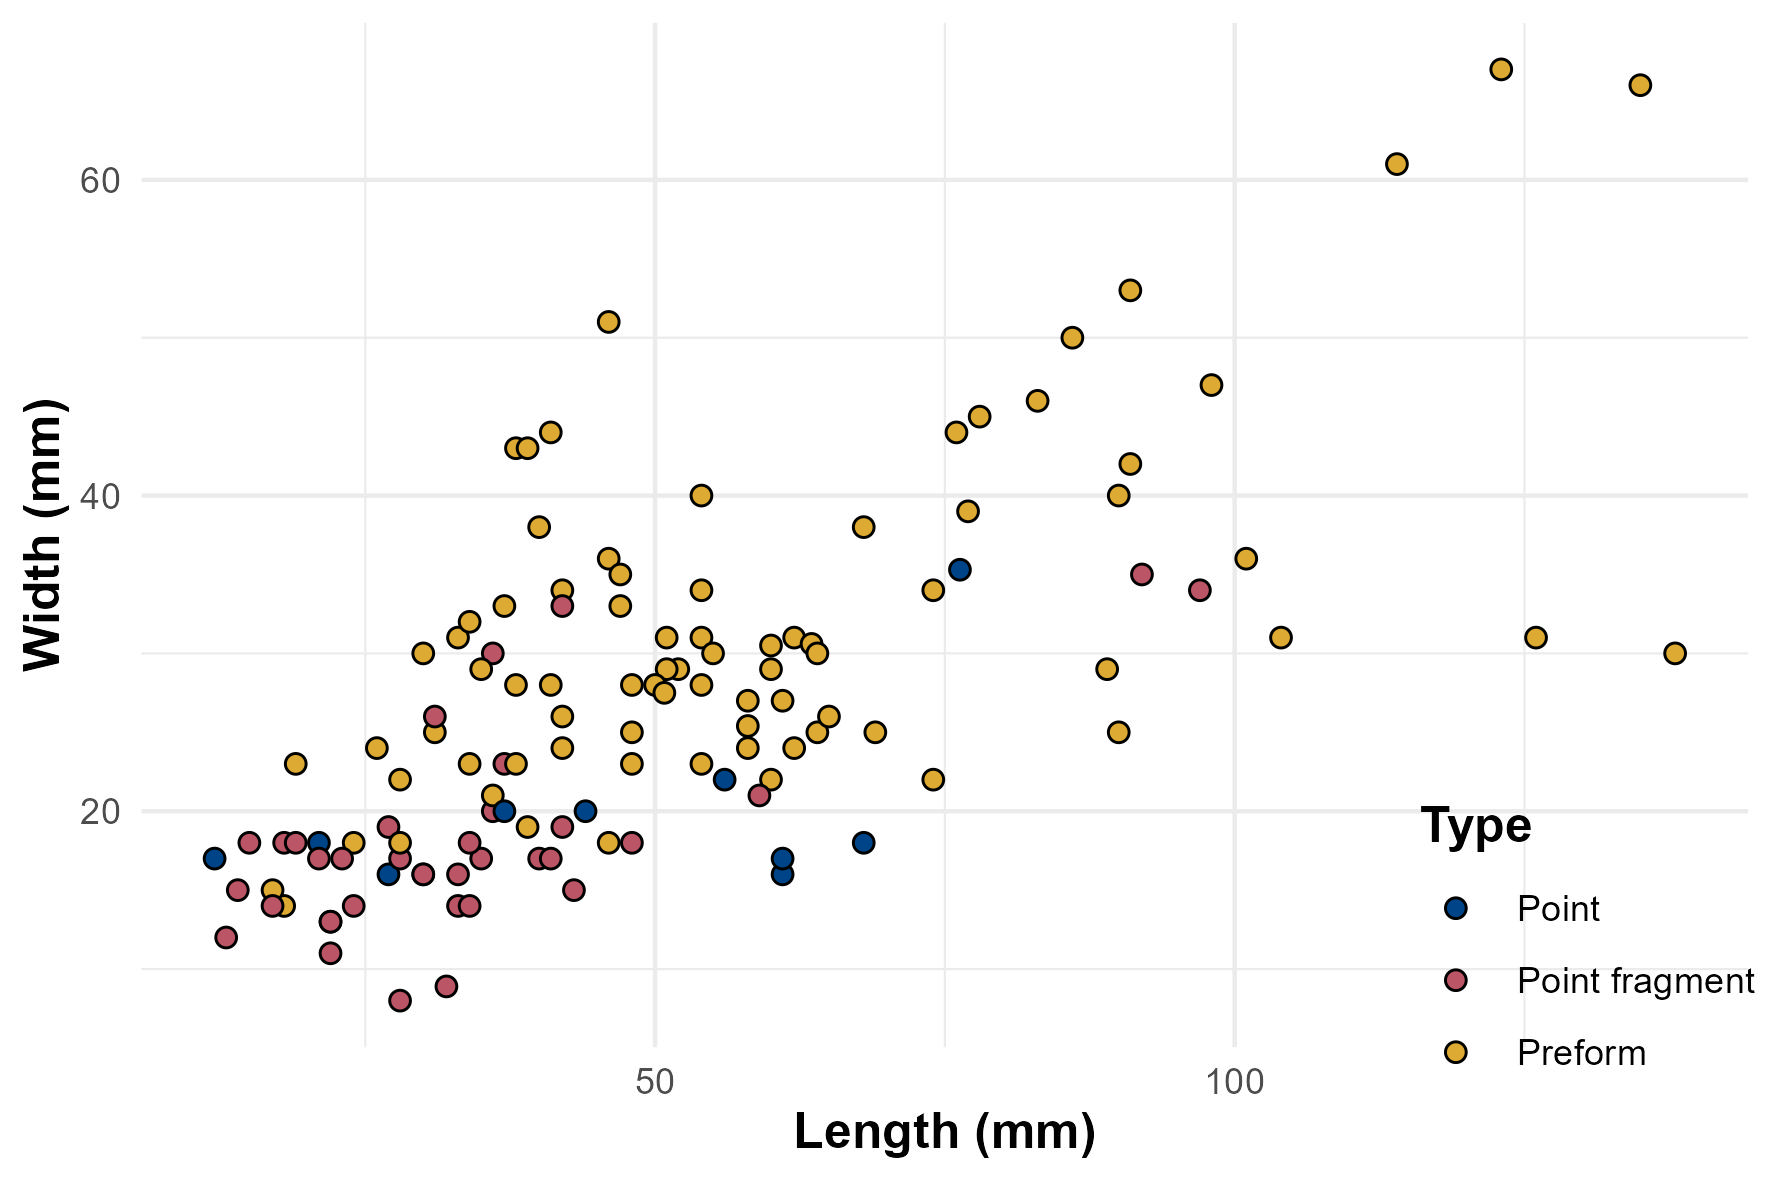 Width (mm)
60
40
20
50
100
Length (mm)
Type
Point
Point fragment
Preform